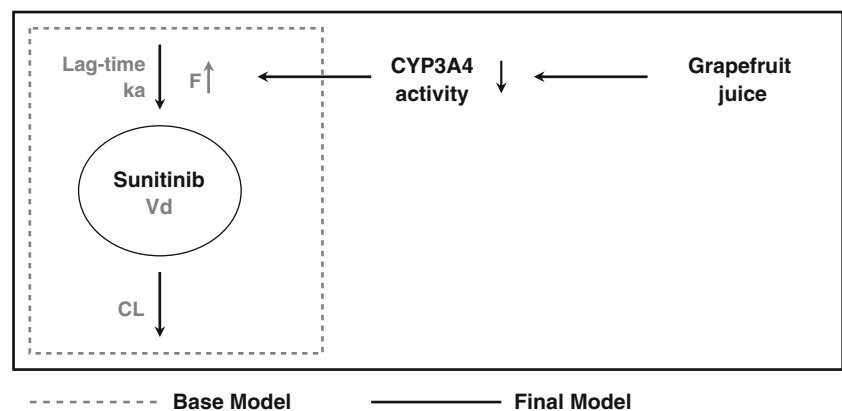 Lag-time
ka
F
CYP3A4
activity
Grapefruit
juice
Sunitinib
Vd
CL
Base Model
Final Model